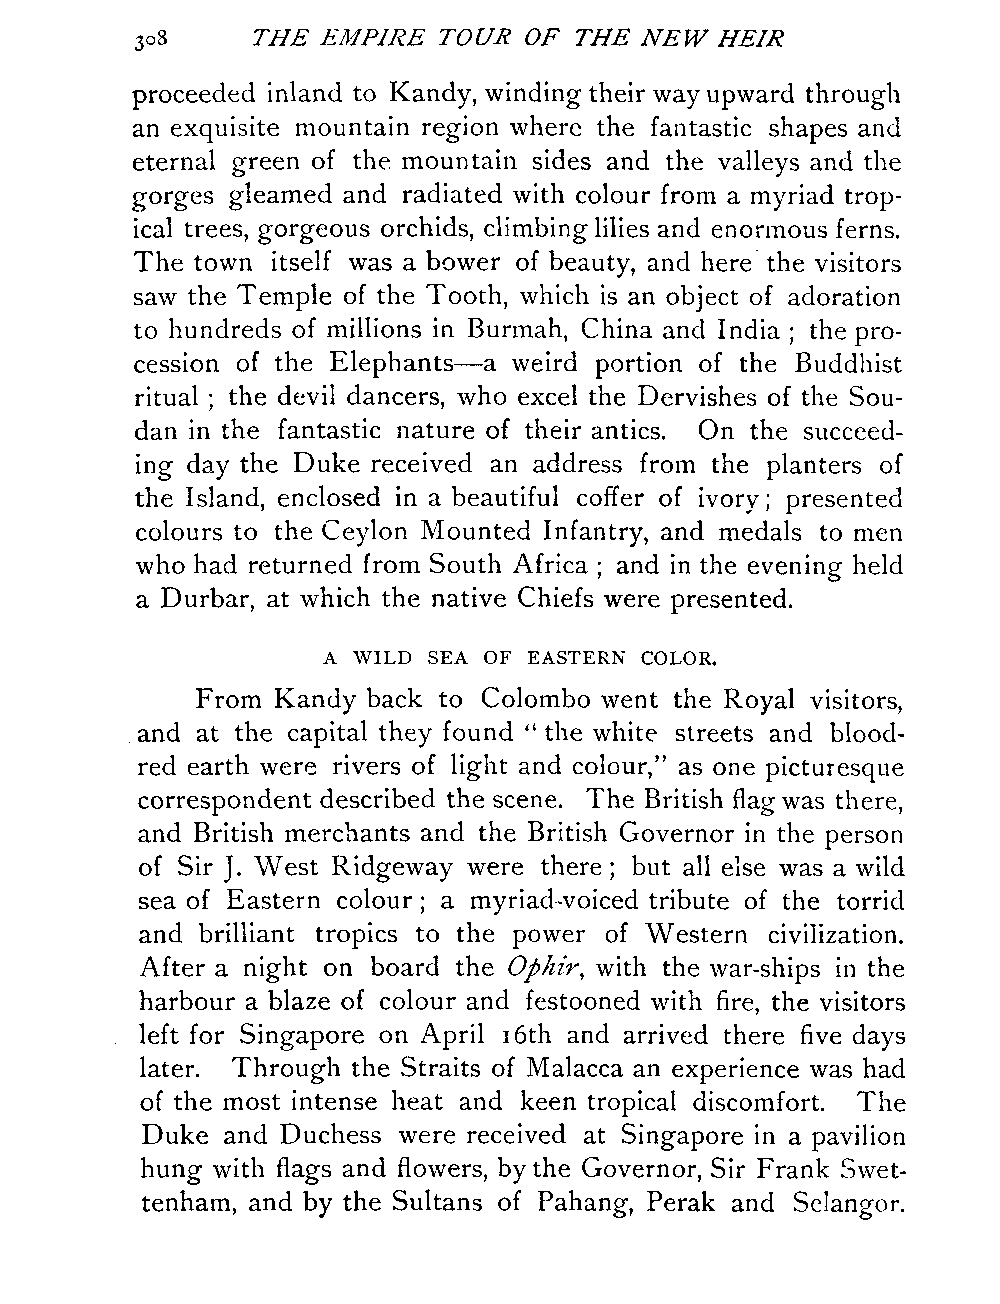 308 THE EMPIRE TOUR OF THE NEW HEIR
proceeded inland to Kandy, winding their way upward through
an exquisite mountain region where the fantastic shapes and
eternal green of the mountain sides and the valleys and the
gorges gleamed and radiated with colour from a myriad trop-
ical trees, gorgeous orchids, climbing lilies and enormous ferns.
The town itself was a bower of beauty, and here the visitors
saw the Temple of the Tooth, which is an object of adoration
to hundreds of millions in Burmah, China and India ; the pro-
cession of the Elephants—a weird portion of the Buddhist
ritual ; the devil dancers, who excel the Dervishes of the Sou-
dan in the fantastic nature of their antics. On the succeed-
ing day the Duke received an address from the planters of
the Island, enclosed in a beautiful coffer of ivory ; presented
colours to the Ceylon Mounted Infantry, and medals to men
who had returned from South Africa ; and in the evening held
a Durbar, at which the native Chiefs were presented.
A WILD SEA OF EASTERN COLOR.
From Kandy back to Colombo went the Royal visitors,
and at the capital they found “ the white streets and blood-
red earth were rivers of light and colour,” as one picturesque
correspondent described the scene. The British flag was there,
and British merchants and the British Governor in the person
of Sir J. West Ridgeway were there ; but all else was a wild
sea of Eastern colour ; a myriad-voiced tribute of the torrid
and brilliant tropics to the power of Western civilization.
After a night on board the Ophir, with the war-ships in the
harbour a blaze of colour and festooned with fire, the visitors
left for Singapore on April 16th and arrived there five days
later. Through the Straits of Malacca an experience was had
of the most intense heat and keen tropical discomfort. The
Duke and Duchess were received at Singapore in a pavilion
hung with flags and flowers, by the Governor, Sir Frank Swet-
tenham, and by the Sultans of Pahang, Perak and Selangor.